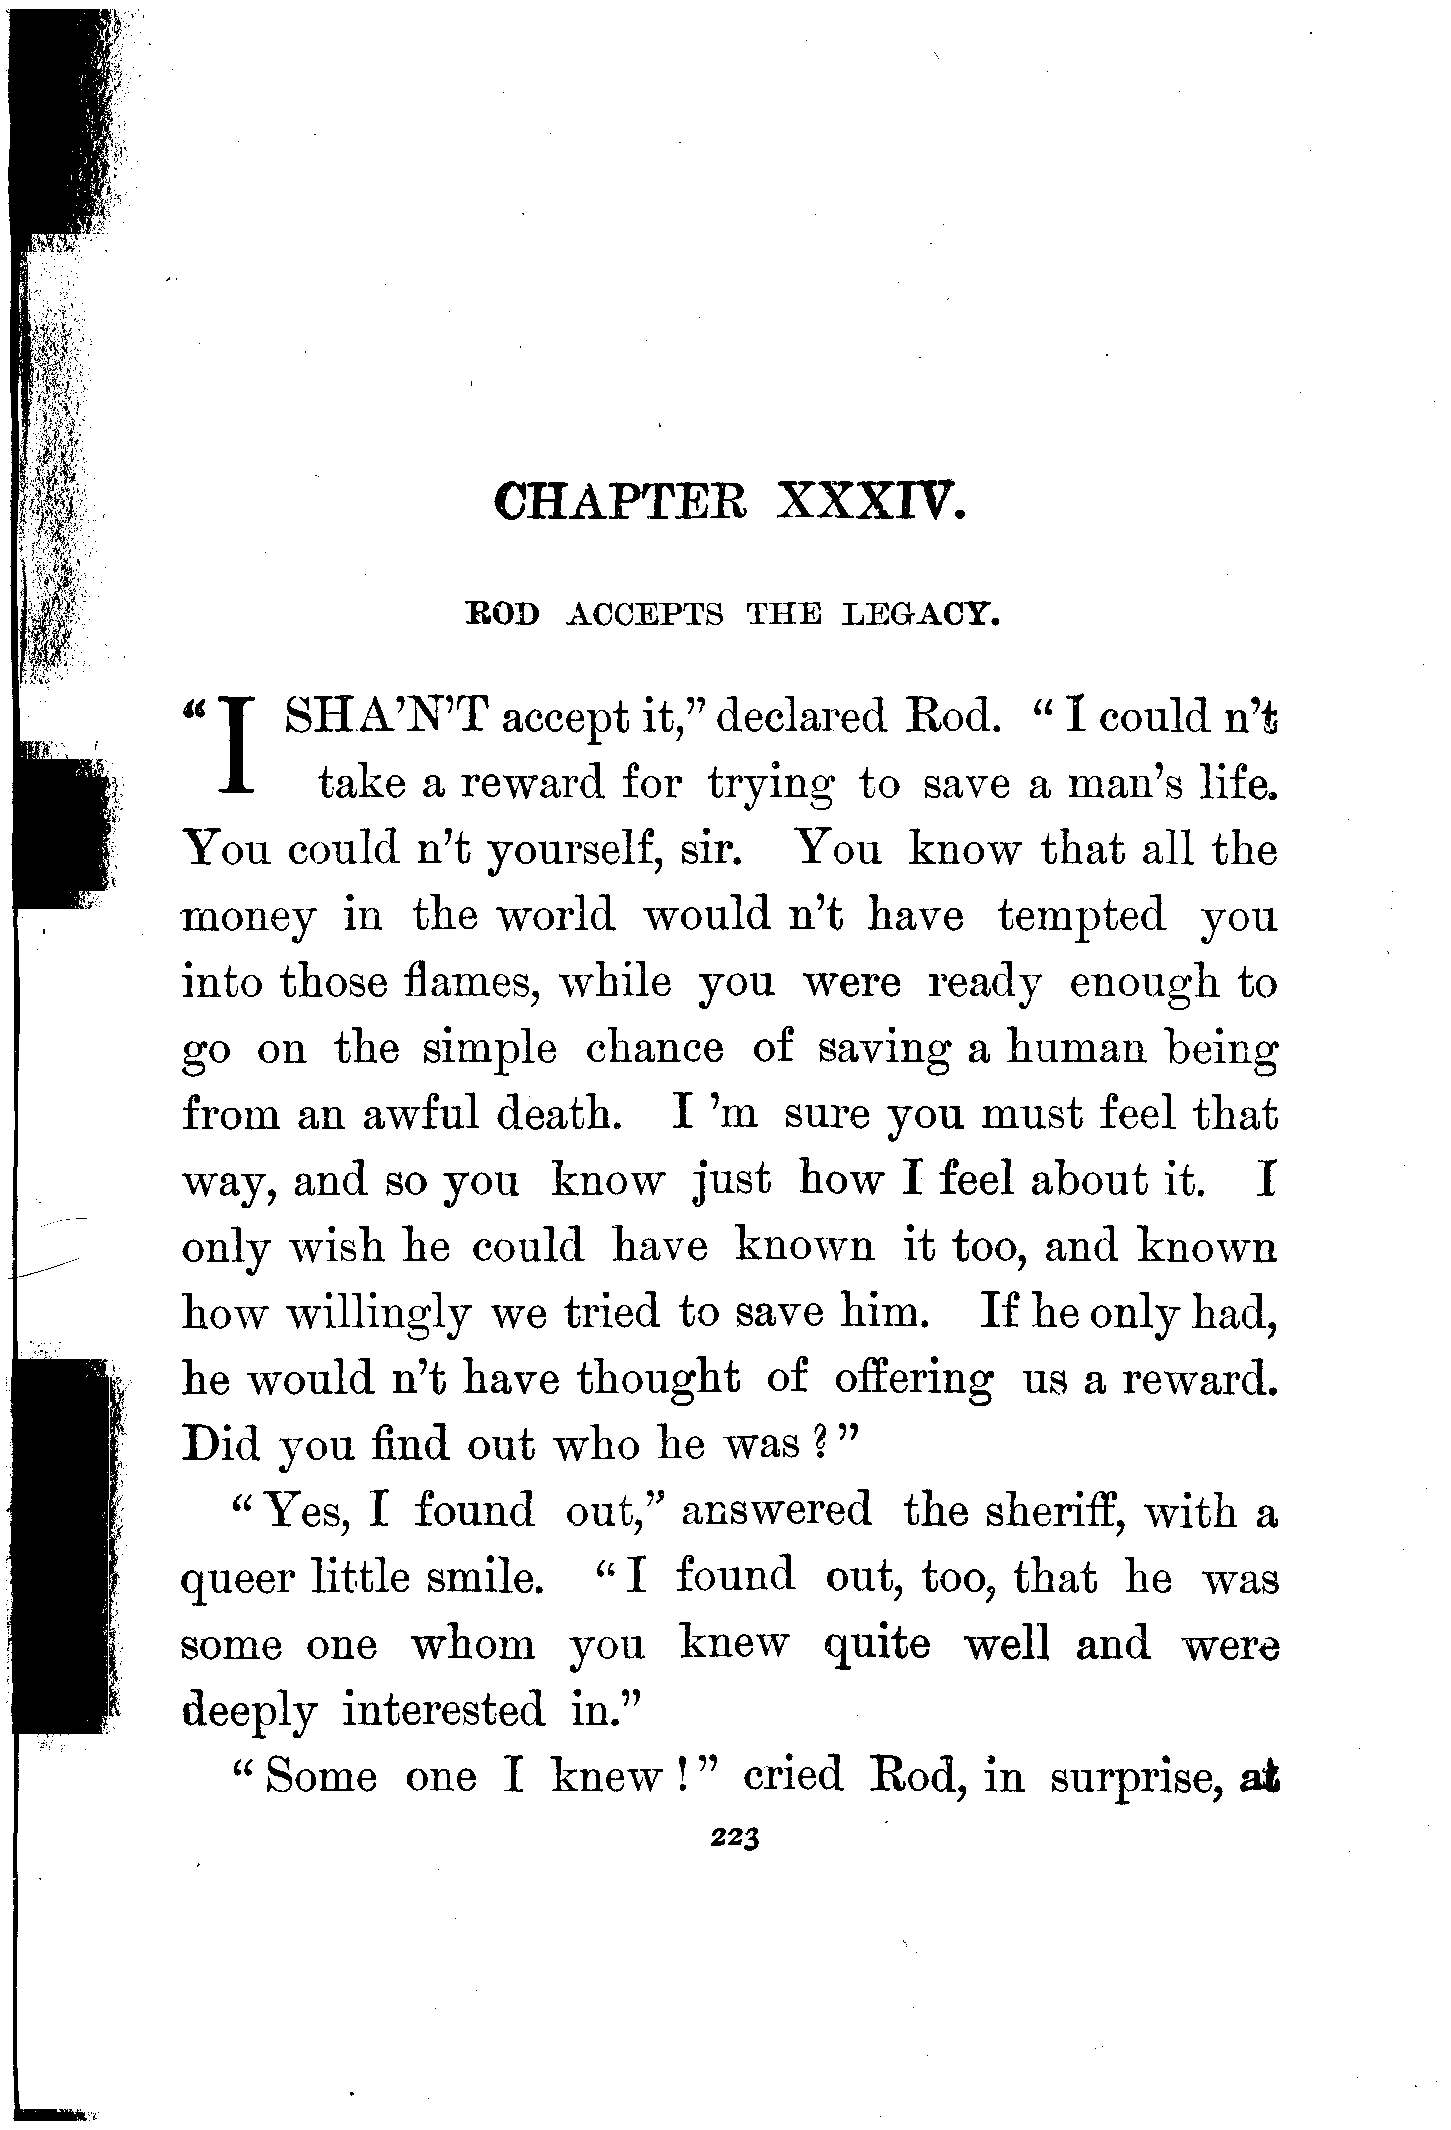 CHAPTER XXXIV.
ROD ACCEPTS THE LEGACY.
“I SHA’N’T accept it,” declared Rod. “I could n’t
take a reward for trying to save a man’s life.
You could n’t yourself, sir. You know that all the
money in the world would n’t have tempted you
into those flames, while you were ready enough to
go on the simple chance of saving a human being
from an awful death. I ’m sure you must feel that
way, and so you know just how I feel about it. I
only wish he could have known it too, and known
how willingly we tried to save him. If he only had,
he would n’t have thought of offering us a reward.
Did you find out who he was?”
“Yes, I found out,” answered the sheriff, with a
queer little smile. “I found out, too, that he was
some one whom you knew quite well and were
deeply interested in.”
“Some one I knew!” cried Rod, in surprise, at
223